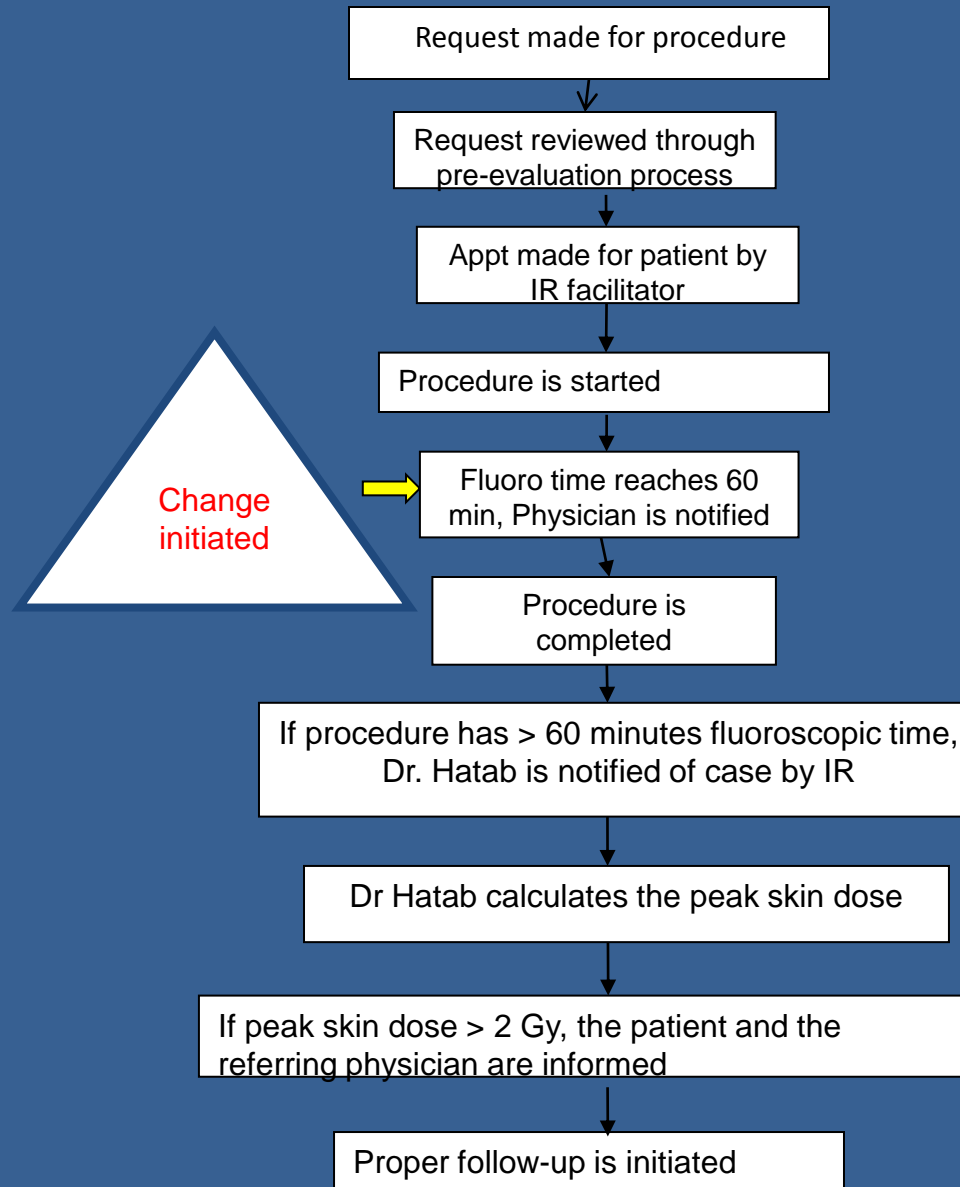 Request made for procedure
Request reviewed through
pre-evaluation process
Appt made for patient by
IR facilitator
Procedure is started
Change
initiated
Fluoro time reaches 60
min, Physician is notified
Procedure is
completed
If procedure has > 60 minutes fluoroscopic time,
Dr. Hatab is notified of case by IR
Dr Hatab calculates the peak skin dose
If peak skin dose > 2 Gy, the patient and the
referring physician are informed
Proper follow-up is initiated